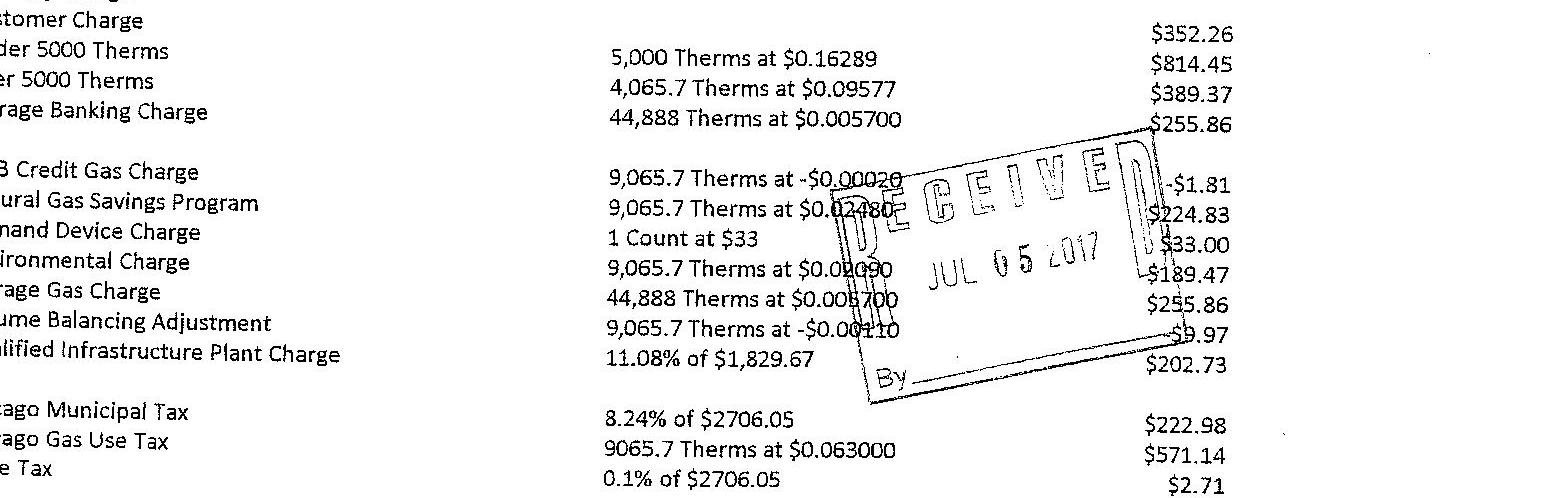 stomer Charge $352.26
der 5000 Therms 5,000 Therms at $0.16289 $814.45
er 5000 Therms 4,065.7 Therms at $0.09577 $389.37
rage Banking Charge 44,888 Therms at $0.005700 $255.86
B Credit Gas Charge 9,065.7 Therms at -$0.00020 -$1.81
ural Gas Savings Program 9,065.7 Therms at $0.02480 $224.83
mand Device Charge 1 Count at $33 $33.00
ironmental Charge 9,065.7 Therms at $0.02090 $189.47
rage Gas Charge 44,888 Therms at $0.005700 $255.86
ume Balancing Adjustment 9,065.7 Therms at -$0.00110 -$9.97
lified Infrastructure Plant Charge 11.08% of $1,829.67 $202.73
RECEIVED
JUL 05 2017
By
cago Municipal Tax 8.24% of $2706.05 $222.98
cago Gas Use Tax 9065.7 Therms at $0.063000 $571.14
e Tax 0.1% of $2706.05 $2.71